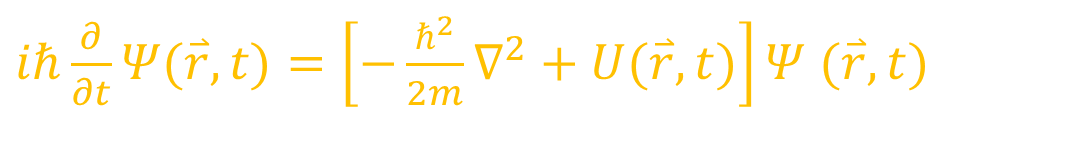 iħ ∂/∂t Ψ(r⃗, t) = [− ħ²/2m ∇² + U(r⃗, t)] Ψ (r⃗, t)